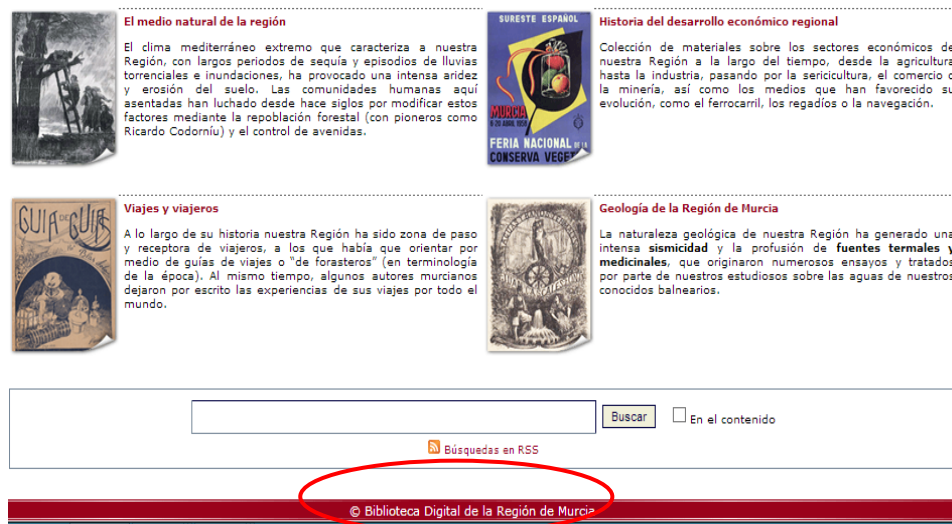 El medio natural de la región
El clima mediterráneo extremo que caracteriza a nuestra
Región, con largos periodos de sequía y episodios de lluvias
torrenciales e inundaciones, ha provocado una intensa aridez
y erosión del suelo. Las comunidades humanas aquí
asentadas han luchado desde hace siglos por modificar estos
factores mediante la repoblación forestal (con pioneros como
Ricardo Codorníu) y el control de avenidas.
SURESTE ESPAÑOL
MURCIA
FERIA NACIONAL DE LA
CONSERVA VEGET
Historia del desarrollo económico regional
Colección de materiales sobre los sectores económicos de
nuestra Región a la largo del tiempo, desde la agricultura
hasta la industria, pasando por la sericicultura, el comercio o
la minería, así como los medios que han favorecido su
evolución, como el ferrocarril, los regadíos o la navegación.
GUIA DE GUIA
Viajes y viajeros
A lo largo de su historia nuestra Región ha sido zona de paso
y receptora de viajeros, a los que había que orientar por
medio de guías de viajes o "de forasteros" (en terminología
de la época). Al mismo tiempo, algunos autores murcianos
dejaron por escrito las experiencias de sus viajes por todo el
mundo.
Geología de la Región de Murcia
La naturaleza geológica de nuestra Región ha generado una
intensa sismicidad y la profusión de fuentes termales y
medicinales, que originaron numerosos ensayos y tratados
por parte de nuestros estudiosos sobre las aguas de nuestros
conocidos balnearios.
Buscar
En el contenido
Búsquedas en RSS
© Biblioteca Digital de la Región de Murcia